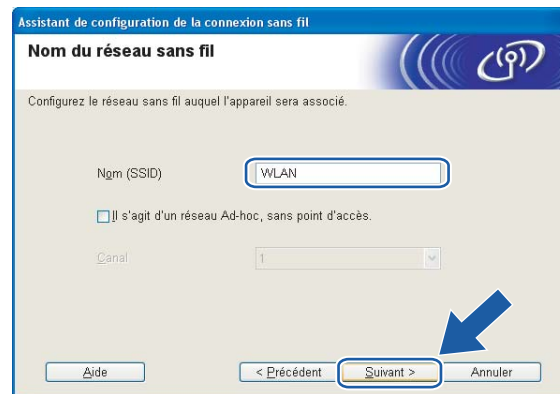 Assistant de configuration de la connexion sans fil
Nom du réseau sans fil
Configurez le réseau sans fil auquel l'appareil sera associé.
Nom (SSID) WLAN
Il s'agit d'un réseau Ad-hoc, sans point d'accès.
Canal 1
Aide < Précédent Suivant > Annuler